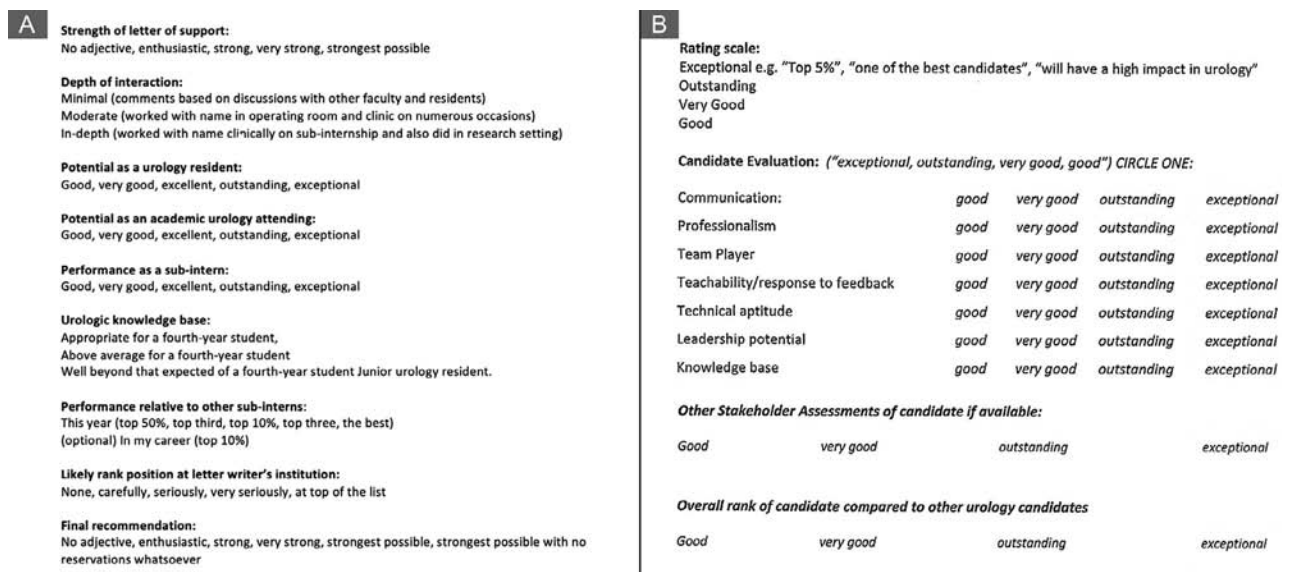 A
Strength of letter of support:
No adjective, enthusiastic, strong, very strong, strongest possible
Depth of interaction:
Minimal (comments based on discussions with other faculty and residents)
Moderate (worked with name in operating room and clinic on numerous occasions)
In-depth (worked with name clinically on sub-internship and also did in research setting)
Potential as a urology resident:
Good, very good, excellent, outstanding, exceptional
Potential as an academic urology attending:
Good, very good, excellent, outstanding, exceptional
Performance as a sub-intern:
Good, very good, excellent, outstanding, exceptional
Urologic knowledge base:
Appropriate for a fourth-year student,
Above average for a fourth-year student
Well beyond that expected of a fourth-year student Junior urology resident.
Performance relative to other sub-interns:
This year (top 50%, top third, top 10%, top three, the best)
(optional) In my career (top 10%)
Likely rank position at letter writer's institution:
None, carefully, seriously, very seriously, at top of the list
Final recommendation:
No adjective, enthusiastic, strong, very strong, strongest possible, strongest possible with no
reservations whatsoever
B
Rating scale:
Exceptional e.g. "Top 5%", "one of the best candidates", "will have a high impact in urology"
Outstanding
Very Good
Good
Candidate Evaluation: ("exceptional, outstanding, very good, good") CIRCLE ONE:
Communication: good very good outstanding exceptional
Professionalism good very good outstanding exceptional
Team Player good very good outstanding exceptional
Teachability/response to feedback good very good outstanding exceptional
Technical aptitude good very good outstanding exceptional
Leadership potential good very good outstanding exceptional
Knowledge base good very good outstanding exceptional
Other Stakeholder Assessments of candidate if available:
Good very good outstanding exceptional
Overall rank of candidate compared to other urology candidates
Good very good outstanding exceptional